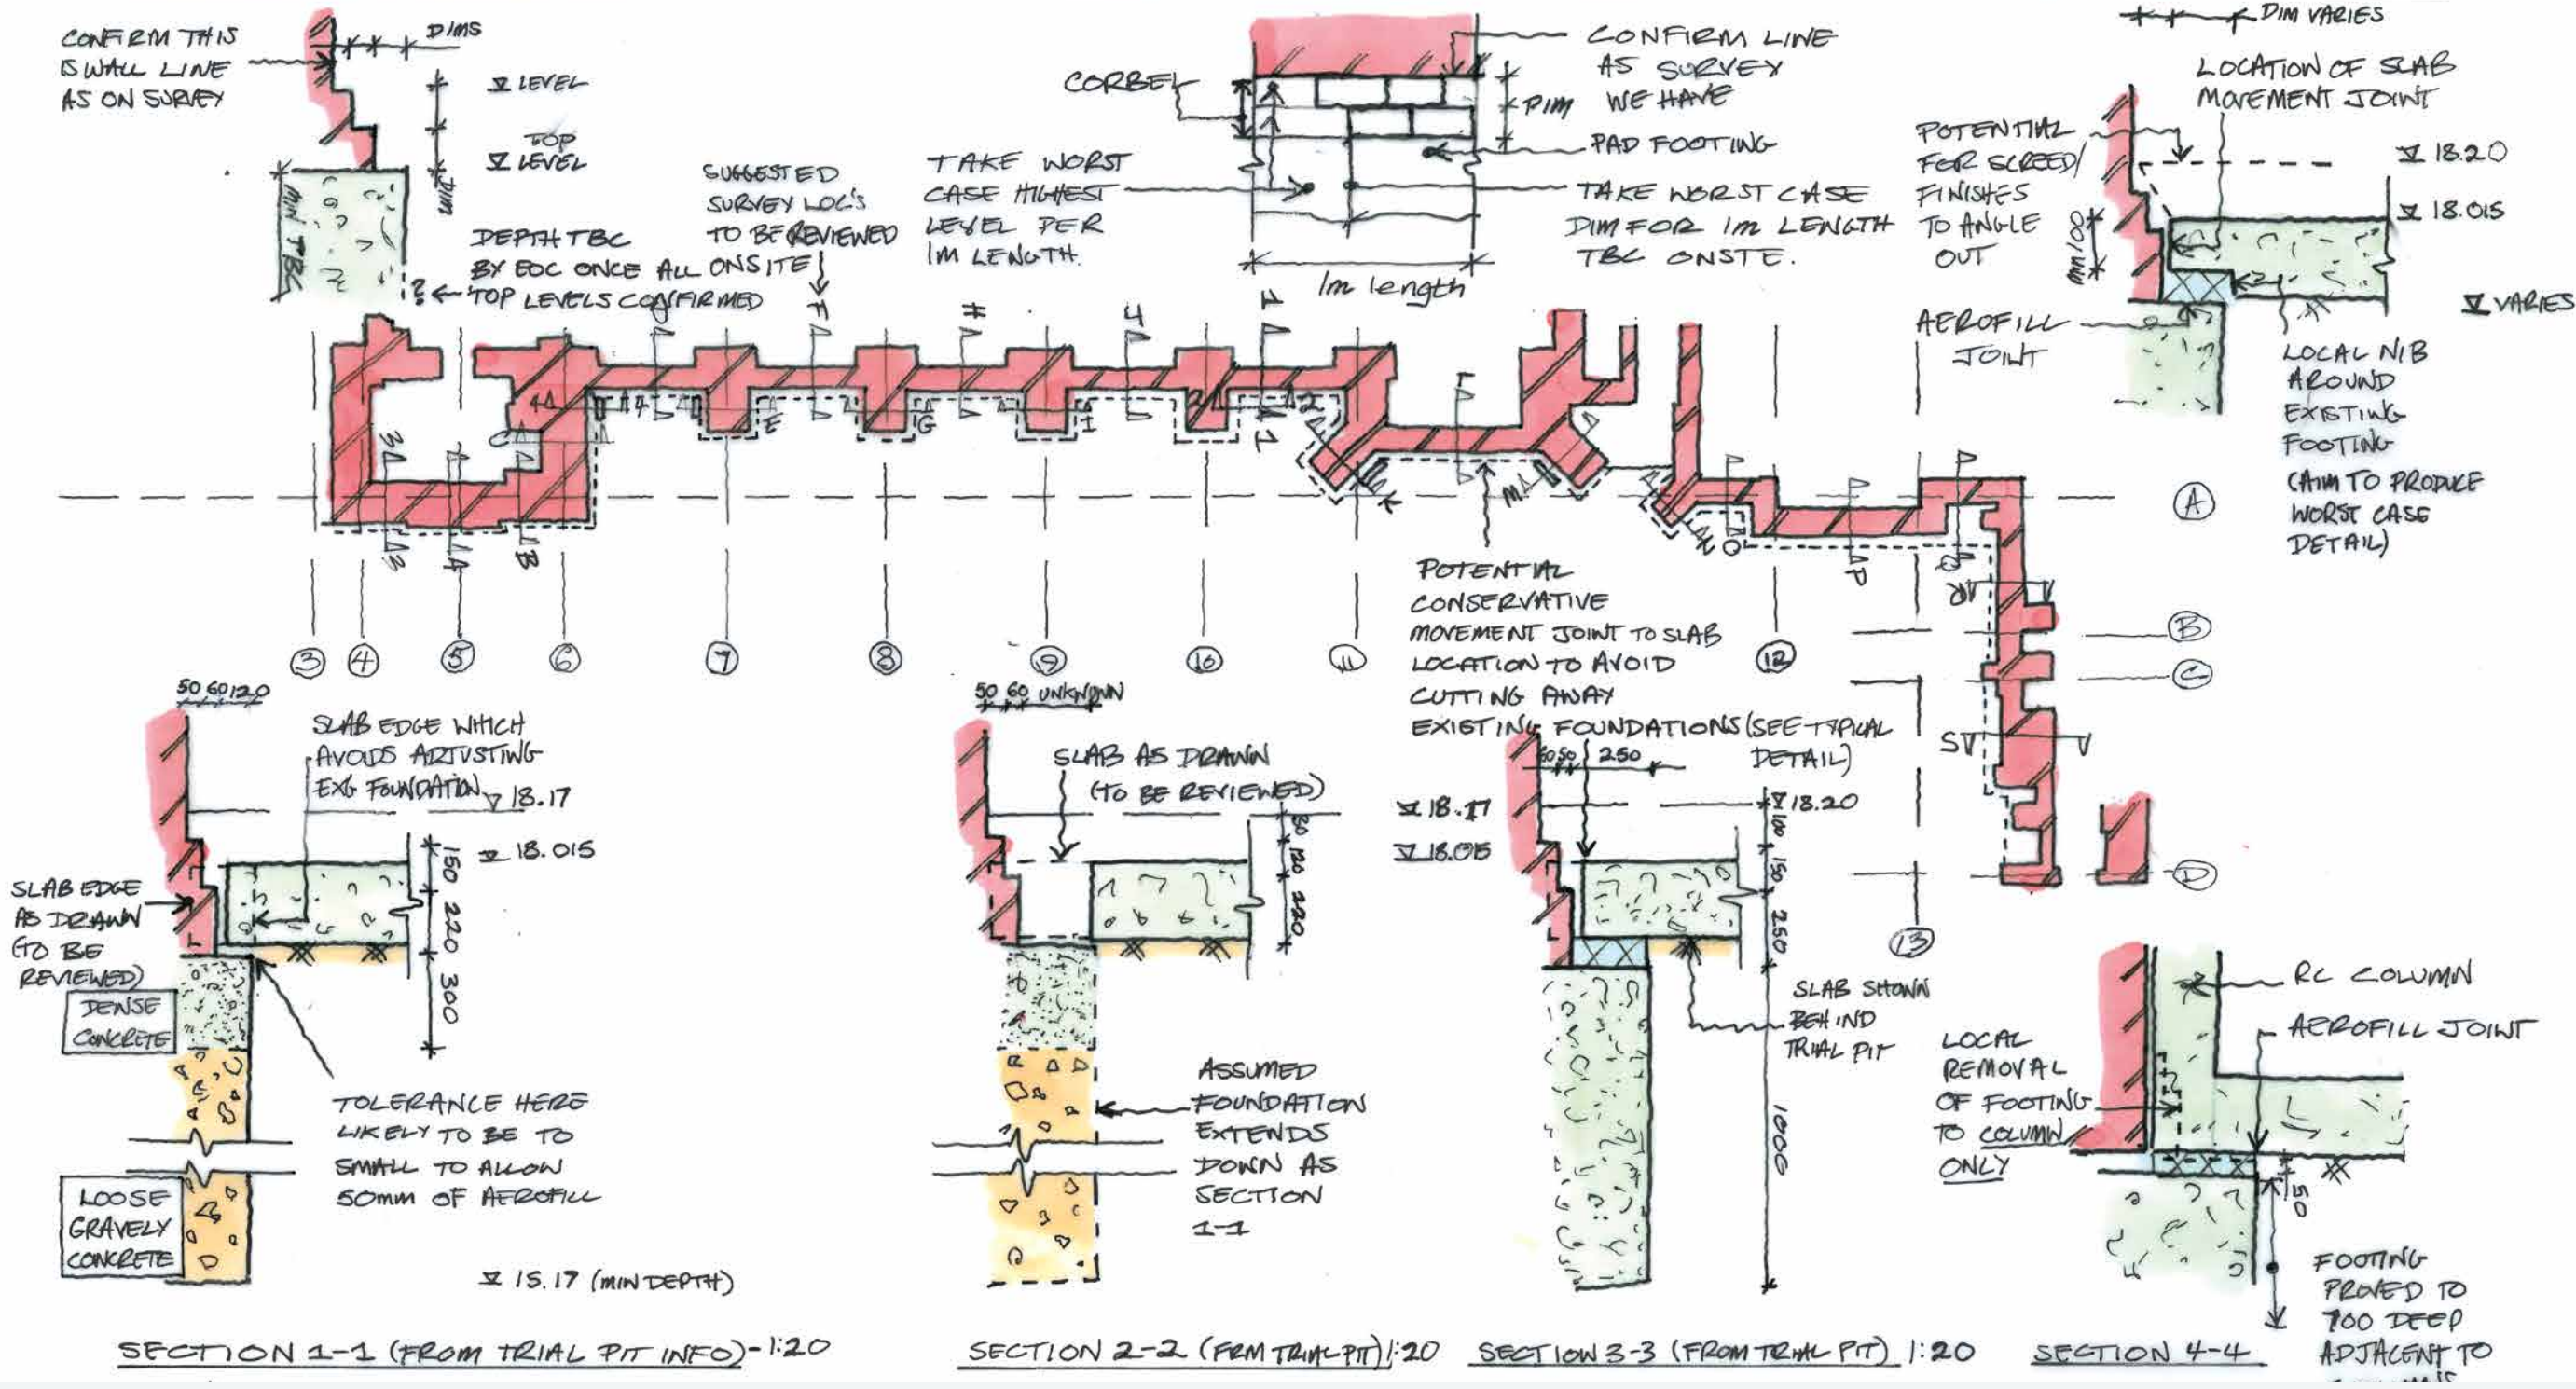 CONFIRM THIS
IS WALL LINE
AS ON SURVEY
DIMS
LEVEL
TOP
LEVEL
DIM
MIN TBC
DEPTH TBC
BY EOC ONCE ALL ONSITE
TOP LEVELS CONFIRMED
?
SUGGESTED
SURVEY LOC'S
TO BE REVIEWED
CORBEL
TAKE WORST
CASE HIGHEST
LEVEL PER
1M LENGTH.
1m length
DIM
CONFIRM LINE
AS SURVEY
WE HAVE
PAD FOOTING
TAKE WORST CASE
DIM FOR 1M LENGTH
TBC ONSTE.
DIM VARIES
LOCATION OF SLAB
MOVEMENT JOINT
POTENTIAL
FOR SCREED/
FINISHES
TO ANGLE
OUT
18.20
18.015
VARIES
AEROFILL
JOINT
LOCAL NIB
AROUND
EXISTING
FOOTING
(AIM TO PRODUCE
WORST CASE
DETAIL)
D
F
H
J
1
4
4
E
G
I
2
2
1
L
C
3
3
A
B
K
M
N
O
P
Q
R
S
A
B
C
D
3
4
5
6
7
8
9
10
11
12
13
POTENTIAL
CONSERVATIVE
MOVEMENT JOINT TO SLAB
LOCATION TO AVOID
CUTTING AWAY
EXISTING FOUNDATIONS (SEE TYPICAL
DETAIL)
50 60 120
SLAB EDGE WHICH
AVOIDS ADJUSTING
EXG FOUNDATION
18.17
18.015
150
220
300
SLAB EDGE
AS DRAWN
(TO BE
REVIEWED)
DENSE
CONCRETE
LOOSE
GRAVELY
CONCRETE
TOLERANCE HERE
LIKELY TO BE TO
SMALL TO ALLOW
50mm OF AEROFILL
15.17 (MIN DEPTH)
SECTION 1-1 (FROM TRIAL PIT INFO) - 1:20
50 60 UNKNOWN
SLAB AS DRAWN
(TO BE REVIEWED)
120
220
ASSUMED
FOUNDATION
EXTENDS
DOWN AS
SECTION
1-1
SECTION 2-2 (FRM TRIAL PIT) 1:20
250
18.17
18.015
18.20
100
150
250
1000
SLAB SHOWN
BEHIND
TRIAL PIT
SECTION 3-3 (FROM TRIAL PIT) 1:20
RC COLUMN
AEROFILL JOINT
LOCAL
REMOVAL
OF FOOTING
TO COLUMN
ONLY
50
FOOTING
PROVED TO
700 DEEP
ADJACENT TO
SECTION 4-4